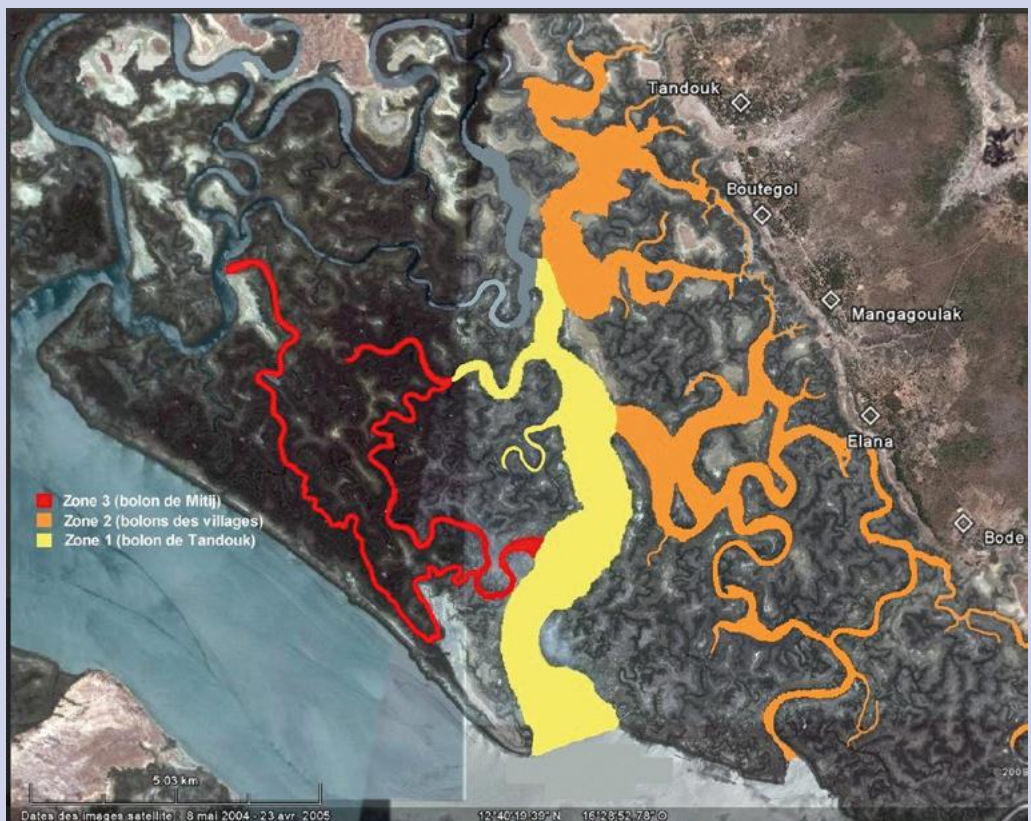 Tandouk
Boutegol
Mangagoulak
Elana
Bode
Zone 3 (bolon de Mitij)
Zone 2 (bolons des villages)
Zone 1 (bolon de Tandouk)
5.03 km
2009
Dates des images satellite : 8 mai 2004 - 23 avr. 2005
12°40'19.39" N 16°28'52.78" O